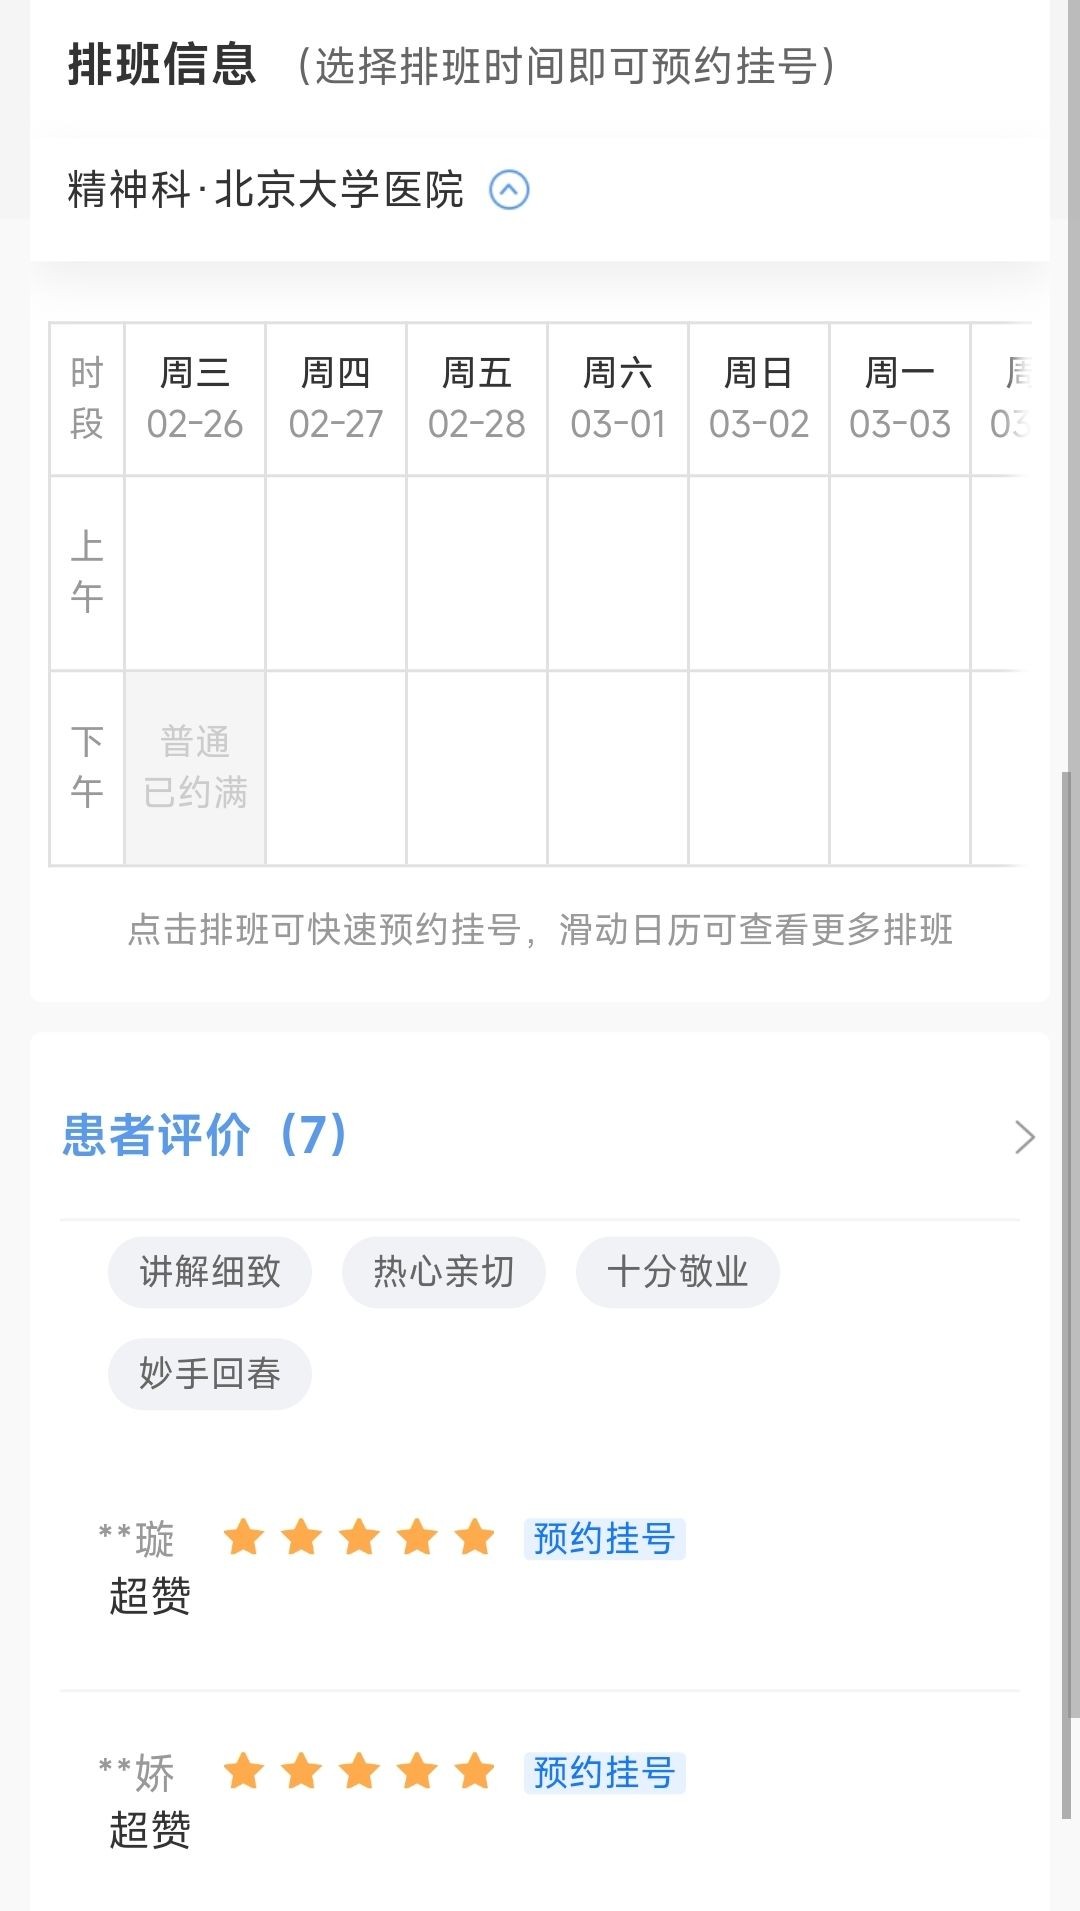 排班信息 （选择排班时间即可预约挂号）
精神科·北京大学医院
时段 周三 02-26 周四 02-27 周五 02-28 周六 03-01 周日 03-02 周一 03-03 周 03
上午
下午 普通 已约满
点击排班可快速预约挂号，滑动日历可查看更多排班
患者评价（7）
讲解细致 热心亲切 十分敬业
妙手回春
**璇 预约挂号
超赞
**娇 预约挂号
超赞